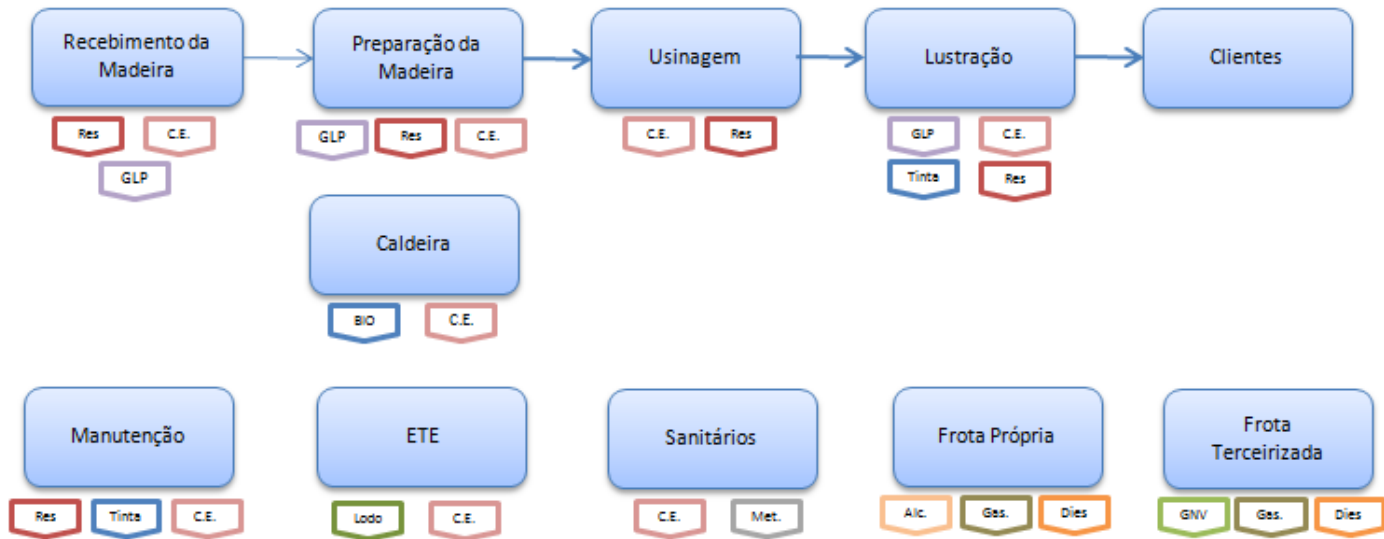 Recebimento da
Madeira
Preparação da
Madeira
Usinagem
Lustração
Clientes
Res
C.E.
GLP
GLP
Res
C.E.
C.E.
Res
GLP
C.E.
Tinta
Res
Caldeira
BIO
C.E.
Manutenção
ETE
Sanitários
Frota Própria
Frota
Terceirizada
Res
Tinta
C.E.
Lodo
C.E.
C.E.
Met.
Alc.
Gas.
Dies
GNV
Gas.
Dies